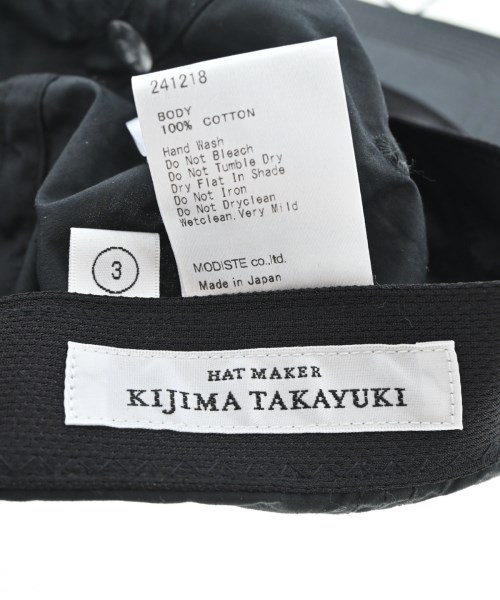 241218
BODY
100% COTTON
Hand Wash
Do Not Bleach
Do Not Tumble Dry
Dry Flat In Shade
Do Not Iron
Do Not Dryclean
Wetclean,Very Mild
MODISTE co.,ltd.
Made in Japan
3
HAT MAKER
KIJIMA TAKAYUKI